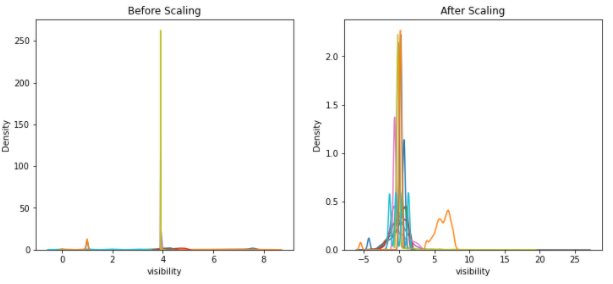 Before Scaling
After Scaling
250
200
150
100
50
0
Density
0 2 4 6 8
visibility
2.0
1.5
1.0
0.5
0.0
Density
−5 0 5 10 15 20 25
visibility